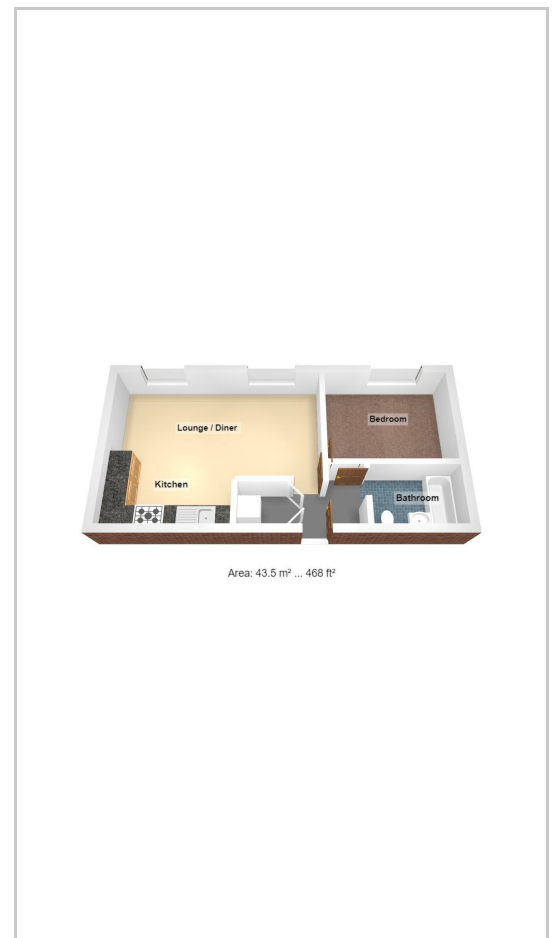 Lounge / Diner
Bedroom
Kitchen
Bathroom
Area: 43.5 m² ... 468 ft²